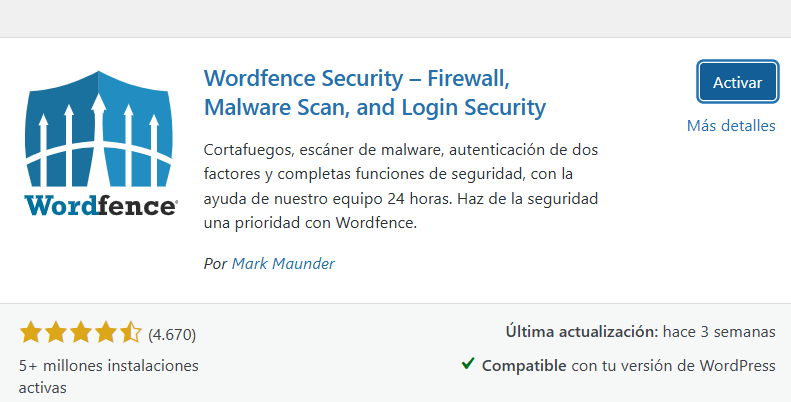 Wordfence
Wordfence Security – Firewall,
Malware Scan, and Login Security
Activar
Más detalles
Cortafuegos, escáner de malware, autenticación de dos
factores y completas funciones de seguridad, con la
ayuda de nuestro equipo 24 horas. Haz de la seguridad
una prioridad con Wordfence.
Por Mark Maunder
(4.670)
5+ millones instalaciones
activas
Última actualización: hace 3 semanas
Compatible con tu versión de WordPress